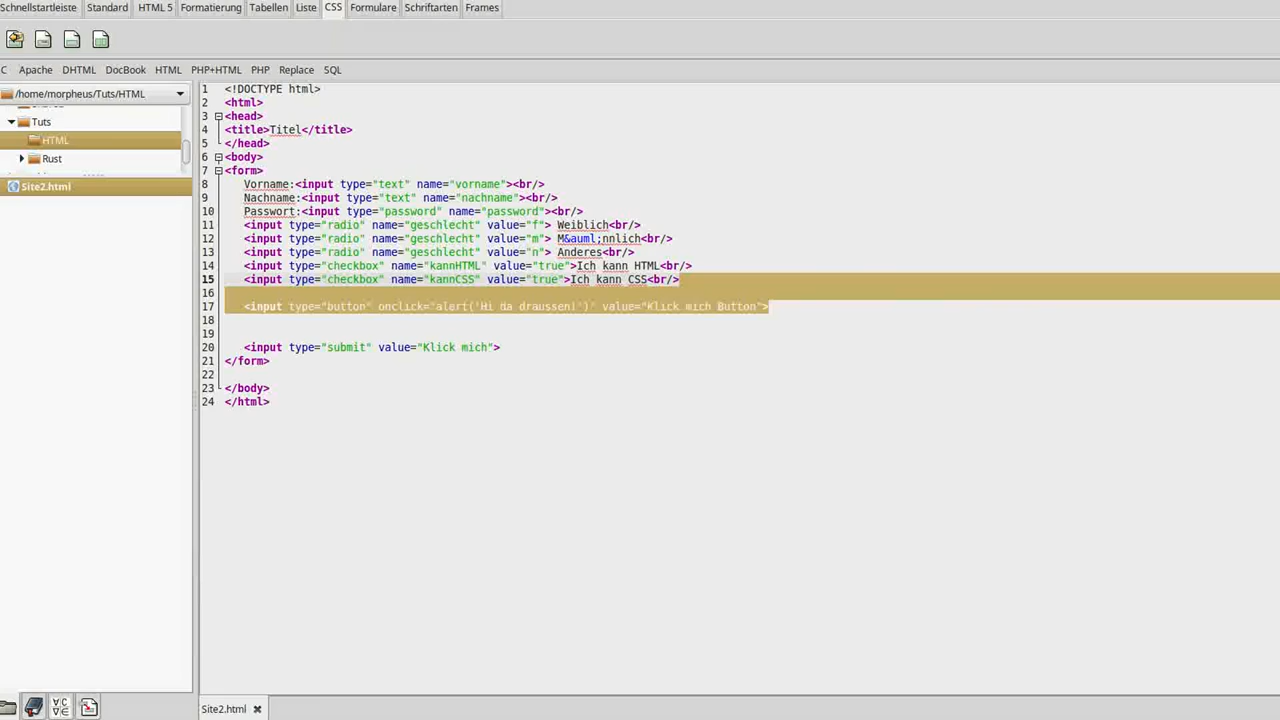 Schnellstartleiste Standard HTML 5 Formatierung Tabellen Liste CSS Formulare Schriftarten Frames
C Apache DHTML DocBook HTML PHP+HTML PHP Replace SQL
/home/morpheus/Tuts/HTML
Tuts
HTML
Rust
Site2.html
1 <!DOCTYPE html>
2 <html>
3 <head>
4 <title>Titel</title>
5 </head>
6 <body>
7 <form>
8 Vorname:<input type="text" name="vorname"><br/>
9 Nachname:<input type="text" name="nachname"><br/>
10 Passwort:<input type="password" name="password"><br/>
11 <input type="radio" name="geschlecht" value="f"> Weiblich<br/>
12 <input type="radio" name="geschlecht" value="m"> M&auml;nnlich<br/>
13 <input type="radio" name="geschlecht" value="n"> Anderes<br/>
14 <input type="checkbox" name="kannHTML" value="true">Ich kann HTML<br/>
15 <input type="checkbox" name="kannCSS" value="true">Ich kann CSS<br/>
16
17 <input type="button" onclick="alert('Hi da draussen!')" value="Klick mich Button">
18
19
20 <input type="submit" value="Klick mich">
21 </form>
22
23 </body>
24 </html>
Site2.html